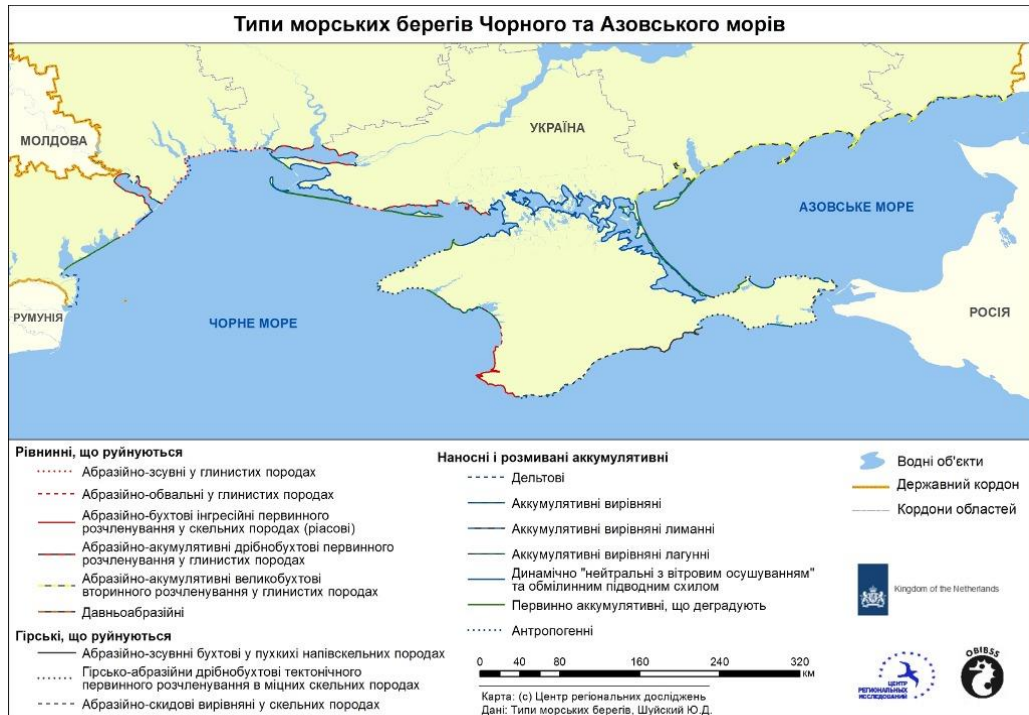 Типи морських берегів Чорного та Азовського морів
МОЛДОВА
УКРАЇНА
АЗОВСЬКЕ МОРЕ
РУМУНІЯ
ЧОРНЕ МОРЕ
РОСІЯ
Рівнинні, що руйнуються
Абразійно-зсувні у глинистих породах
Абразійно-обвальні у глинистих породах
Абразійно-бухтові інгресійні первинного
розчленування у скельних породах (ріасові)
Абразійно-акумулятивні дрібнобухтові первинного
розчленування у глинистих породах
Абразійно-акумулятивні великобухтові
вторинного розчленування у глинистих породах
Давньоабразійні
Гірські, що руйнуються
Абразійно-зсувнні бухтові у пухкихі напівскельних породах
Гірсько-абразійни дрібнобухтові тектонічного
первинного розчленування в міцних скельних породах
Абразійно-скидові вирівняні у скельних породах
Наносні і розмивані аккумулятивні
Дельтові
Аккумулятивні вирівняні
Аккумулятивні вирівняні лиманні
Аккумулятивні вирівняні лагунні
Динамічно "нейтральні з вітровим осушуванням"
та обмілинним підводним схилом
Первинно аккумулятивні, що деградують
Антропогенні
0 40 80 160 240 320
км
Карта: (с) Центр регіональних досліджень
Дані: Типи морських берегів, Шуйский Ю.Д.
Водні об'єкти
Державний кордон
Кордони областей
Kingdom of the Netherlands
ЦЕНТР
РЕГИОНАЛЬНЫХ
ИССЛЕДОВАНИЙ
OBIBSS